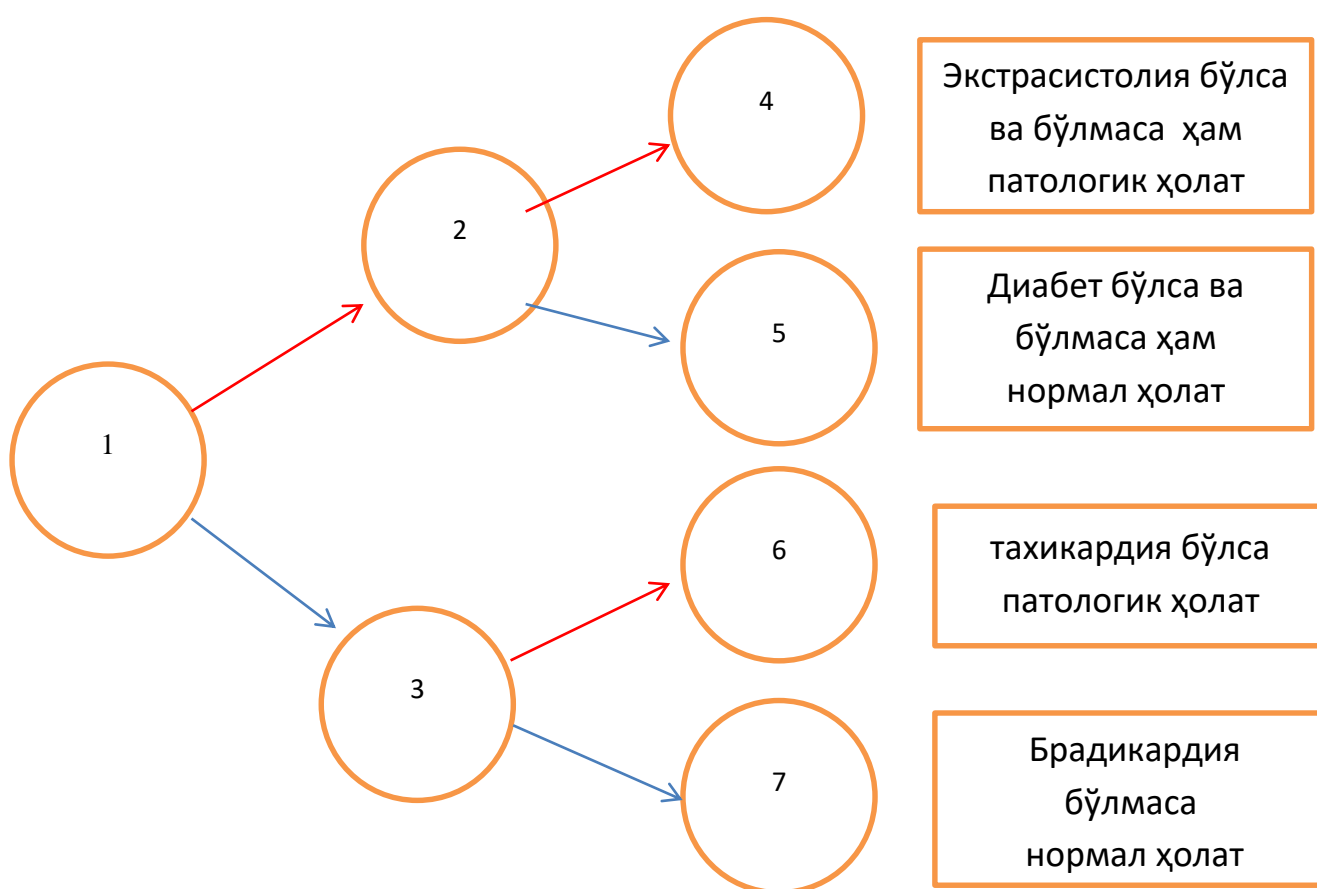 4
Экстрасистолия бўлса
ва бўлмаса ҳам
патологик ҳолат
2
5
Диабет бўлса ва
бўлмаса ҳам
нормал ҳолат
1
6
тахикардия бўлса
патологик ҳолат
3
7
Брадикардия
бўлмаса
нормал ҳолат